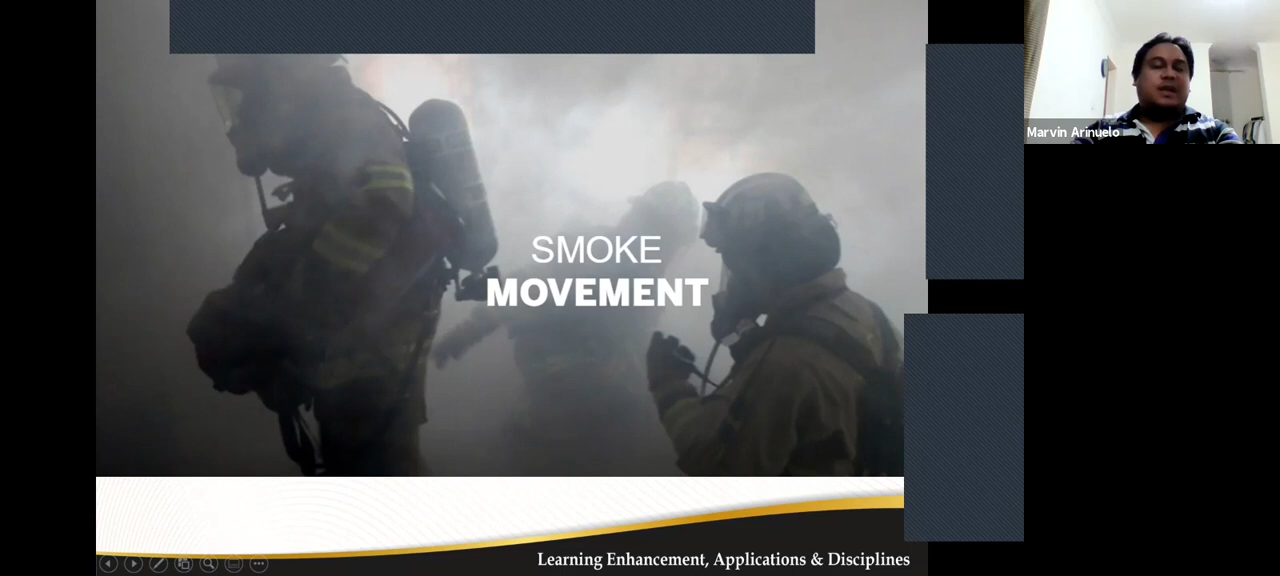 SMOKE
MOVEMENT
Marvin Arinuelo
Learning Enhancement, Applications & Disciplines